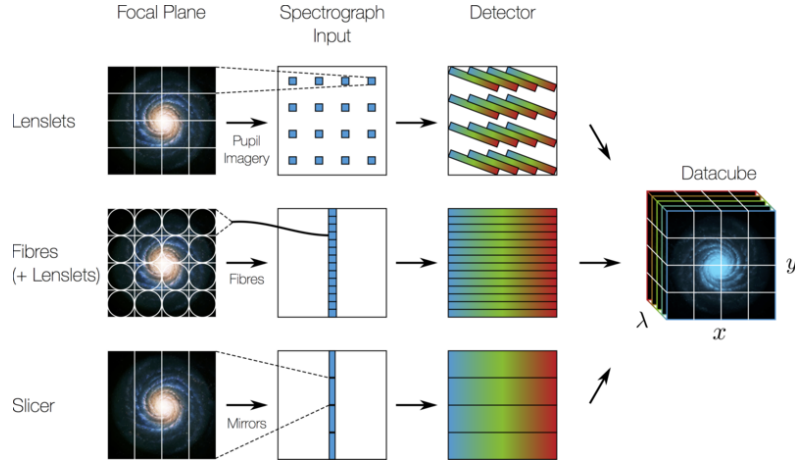 Focal Plane
Spectrograph
Input
Detector
Lenslets
Pupil
Imagery
Datacube
Fibres
(+ Lenslets)
Fibres
y
λ
x
Slicer
Mirrors